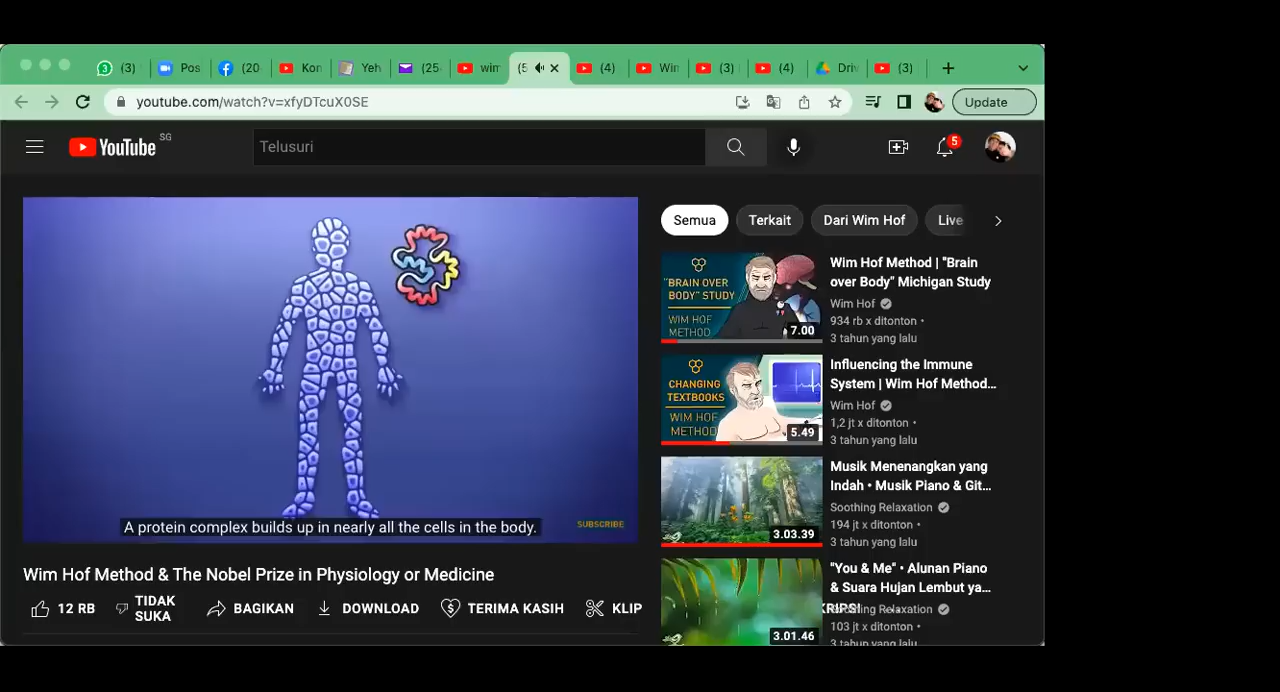 (3)
Pos
(20
Kon
Yeh
(25-
wim
(5
(4)
Win
(3)
(4)
Driv
(3)
youtube.com/watch?v=xfyDTcuX0SE
Update
YouTube SG
Telusuri
5
Semua
Terkait
Dari Wim Hof
Live
A protein complex builds up in nearly all the cells in the body.
SUBSCRIBE
Wim Hof Method & The Nobel Prize in Physiology or Medicine
12 RB
TIDAK
SUKA
BAGIKAN
DOWNLOAD
TERIMA KASIH
KLIP
"BRAIN OVER
BODY" STUDY
WIM HOF
METHOD
7.00
Wim Hof Method | "Brain
over Body" Michigan Study
Wim Hof
934 rb x ditonton •
3 tahun yang lalu
CHANGING
TEXTBOOKS
WIM HOF
METHOD
5.49
Influencing the Immune
System | Wim Hof Method...
Wim Hof
1,2 jt x ditonton •
3 tahun yang lalu
3.03.39
Musik Menenangkan yang
Indah • Musik Piano & Git...
Soothing Relaxation
194 jt x ditonton •
3 tahun yang lalu
3.01.46
"You & Me" • Alunan Piano
& Suara Hujan Lembut ya...
Relaxation
103 jt x ditonton •
3 tahun yang lalu